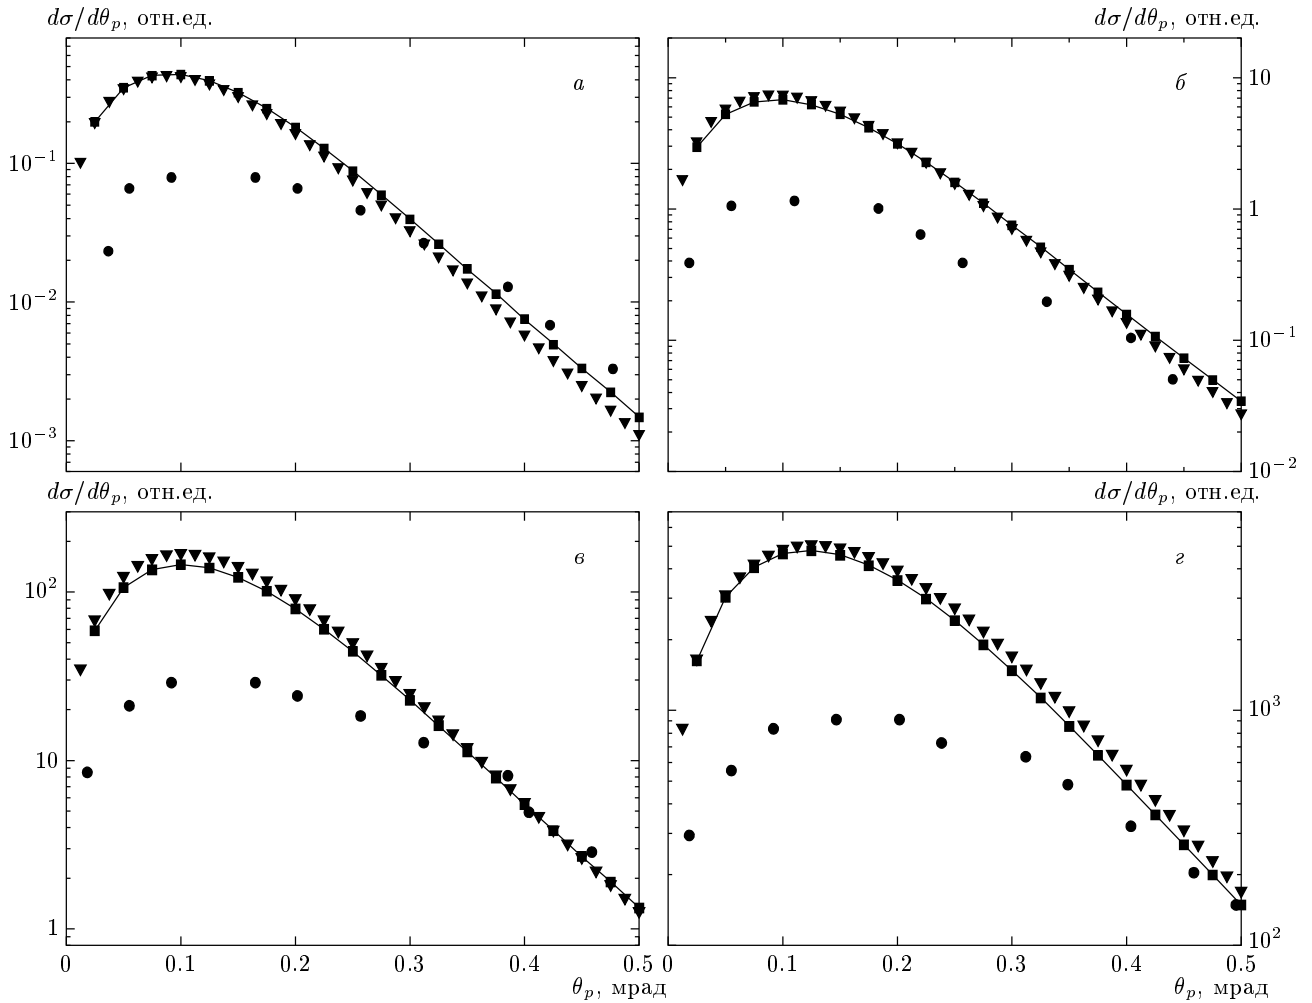 dσ/dθ_p, отн.ед.
dσ/dθ_p, отн.ед.
а
б
10^−1
10^−2
10^−3
10
1
10^−1
10^−2
dσ/dθ_p, отн.ед.
dσ/dθ_p, отн.ед.
в
г
10^2
10
1
10^3
10^2
0 0.1 0.2 0.3 0.4 0.5
0.1 0.2 0.3 0.4 0.5
θ_p, мрад
θ_p, мрад